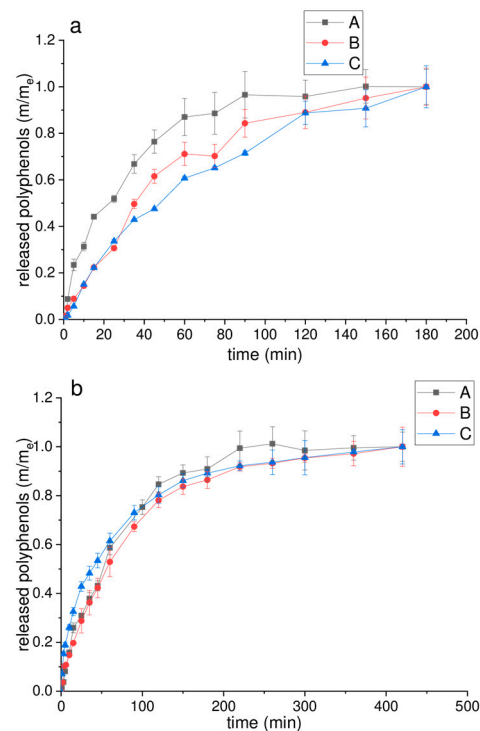 a
A
B
C
released polyphenols (m/mₑ)
1.2
1.0
0.8
0.6
0.4
0.2
0.0
0 20 40 60 80 100 120 140 160 180 200
time (min)
b
A
B
C
released polyphenols (m/mₑ)
1.2
1.0
0.8
0.6
0.4
0.2
0.0
0 100 200 300 400 500
time (min)